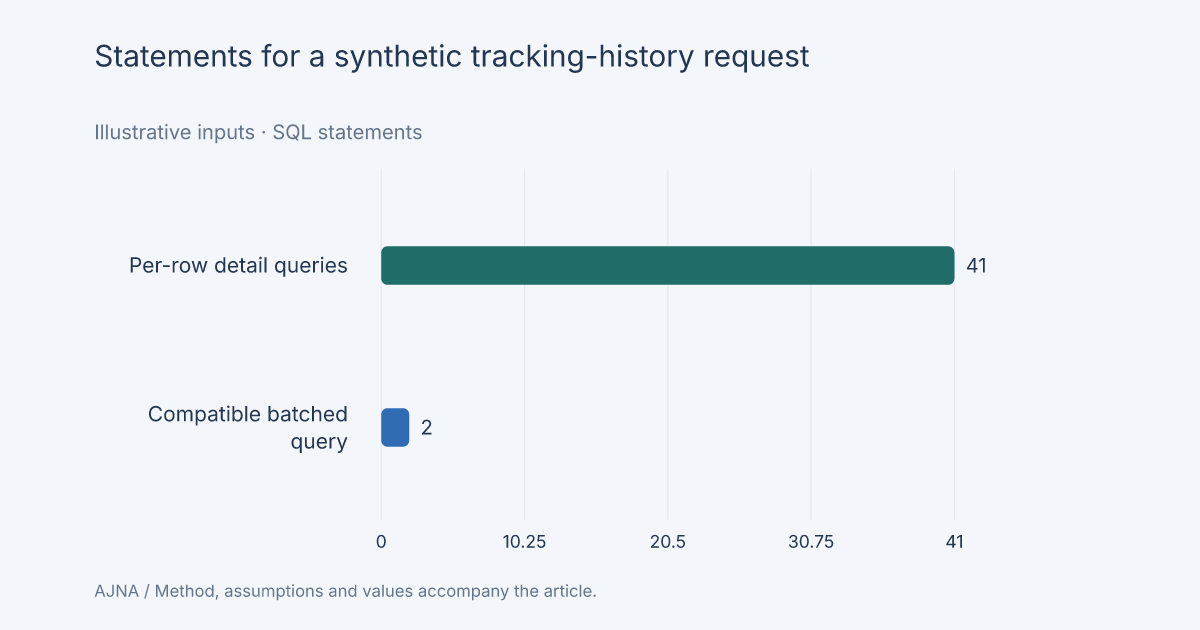 Statements for a synthetic tracking-history request
Illustrative inputs · SQL statements
Per-row detail queries
41
Compatible batched
query
2
0
10.25
20.5
30.75
41
AJNA / Method, assumptions and values accompany the article.